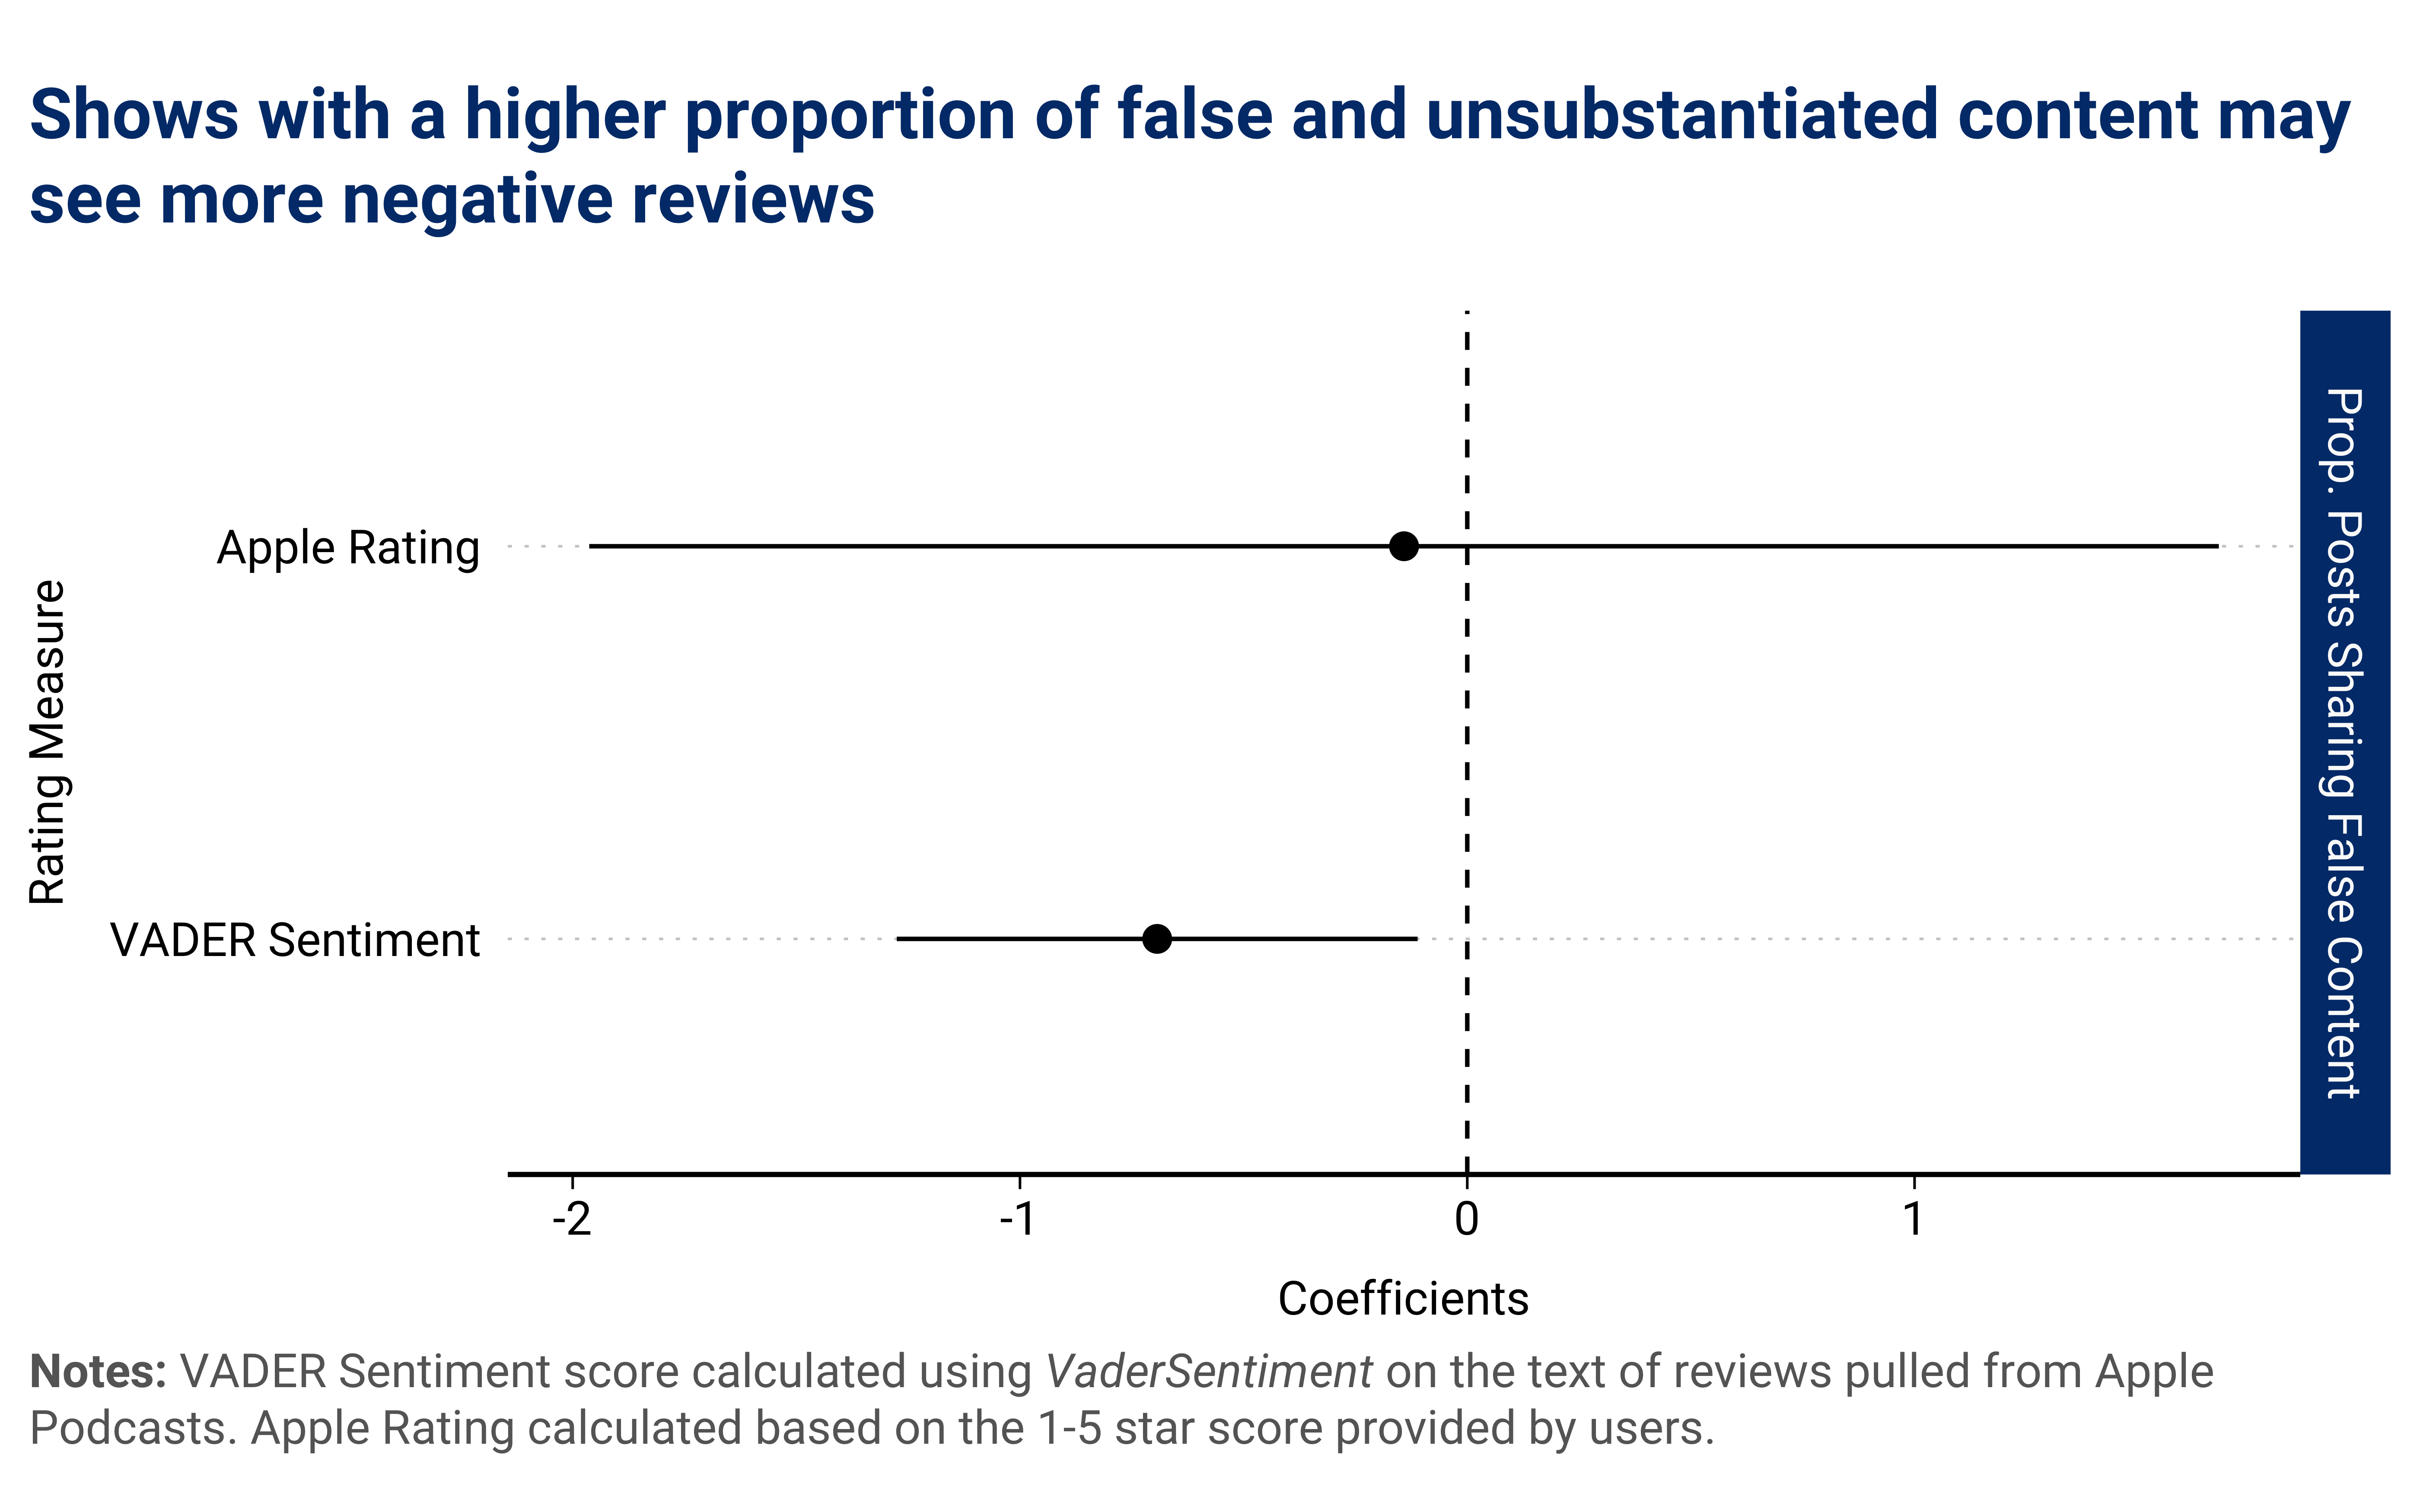 Shows with a higher proportion of false and unsubstantiated content may
see more negative reviews
Rating Measure
Apple Rating
VADER Sentiment
Prop. Posts Sharing False Content
-2
-1
0
1
Coefficients
Notes: VADER Sentiment score calculated using VaderSentiment on the text of reviews pulled from Apple
Podcasts. Apple Rating calculated based on the 1-5 star score provided by users.